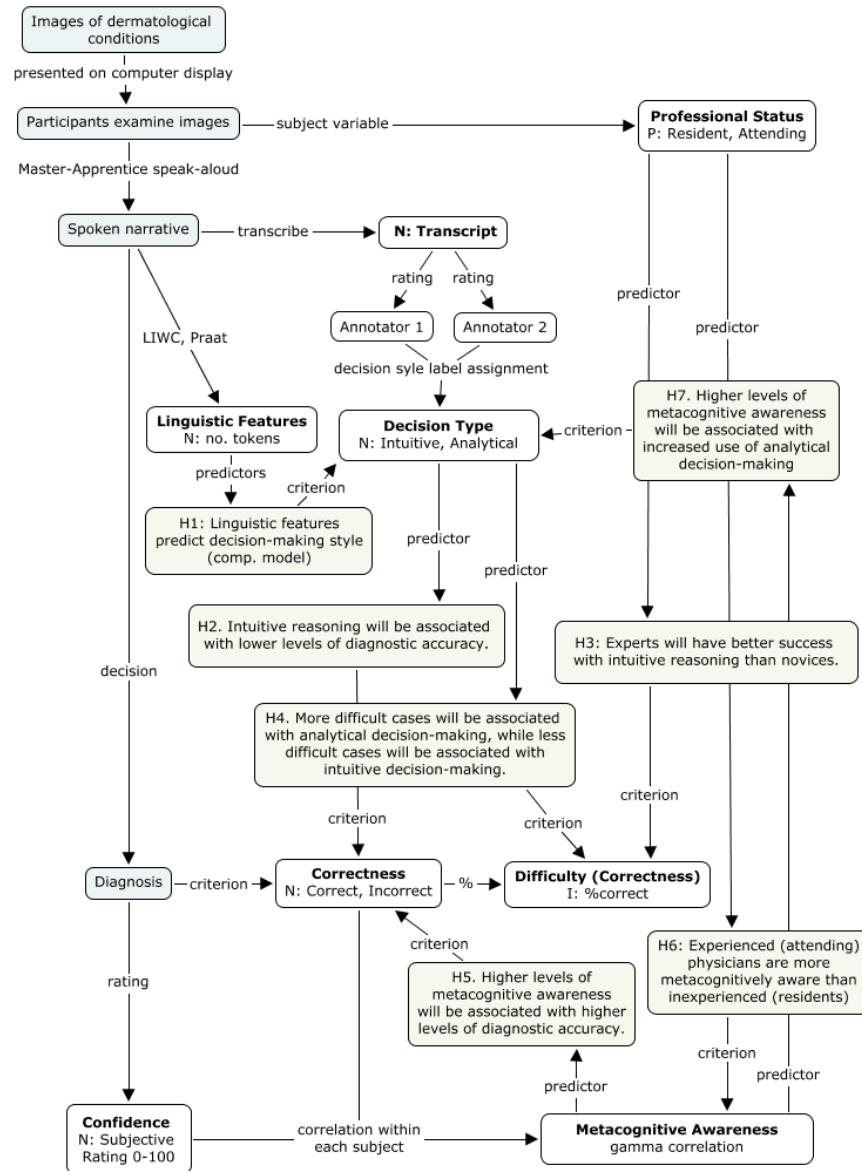 Images of dermatological
conditions
presented on computer display
Participants examine images
subject variable
Professional Status
P: Resident, Attending
Master-Apprentice speak-aloud
Spoken narrative
transcribe
N: Transcript
rating
rating
predictor
predictor
Annotator 1
Annotator 2
LIWC, Praat
decision syle label assignment
Linguistic Features
N: no. tokens
Decision Type
N: Intuitive, Analytical
criterion
H7. Higher levels of
metacognitive awareness
will be associated with
increased use of analytical
decision-making
predictors
criterion
H1: Linguistic features
predict decision-making style
(comp. model)
predictor
predictor
H2. Intuitive reasoning will be associated
with lower levels of diagnostic accuracy.
H3: Experts will have better success
with intuitive reasoning than novices.
decision
H4. More difficult cases will be associated
with analytical decision-making, while less
difficult cases will be associated with
intuitive decision-making.
criterion
criterion
criterion
Diagnosis
criterion
Correctness
N: Correct, Incorrect
%
Difficulty (Correctness)
I: %correct
criterion
H6: Experienced (attending)
physicians are more
metacognitively aware than
inexperienced (residents)
rating
H5. Higher levels of
metacognitive awareness
will be associated with higher
levels of diagnostic accuracy.
criterion
predictor
predictor
Confidence
N: Subjective
Rating 0-100
correlation within
each subject
Metacognitive Awareness
gamma correlation